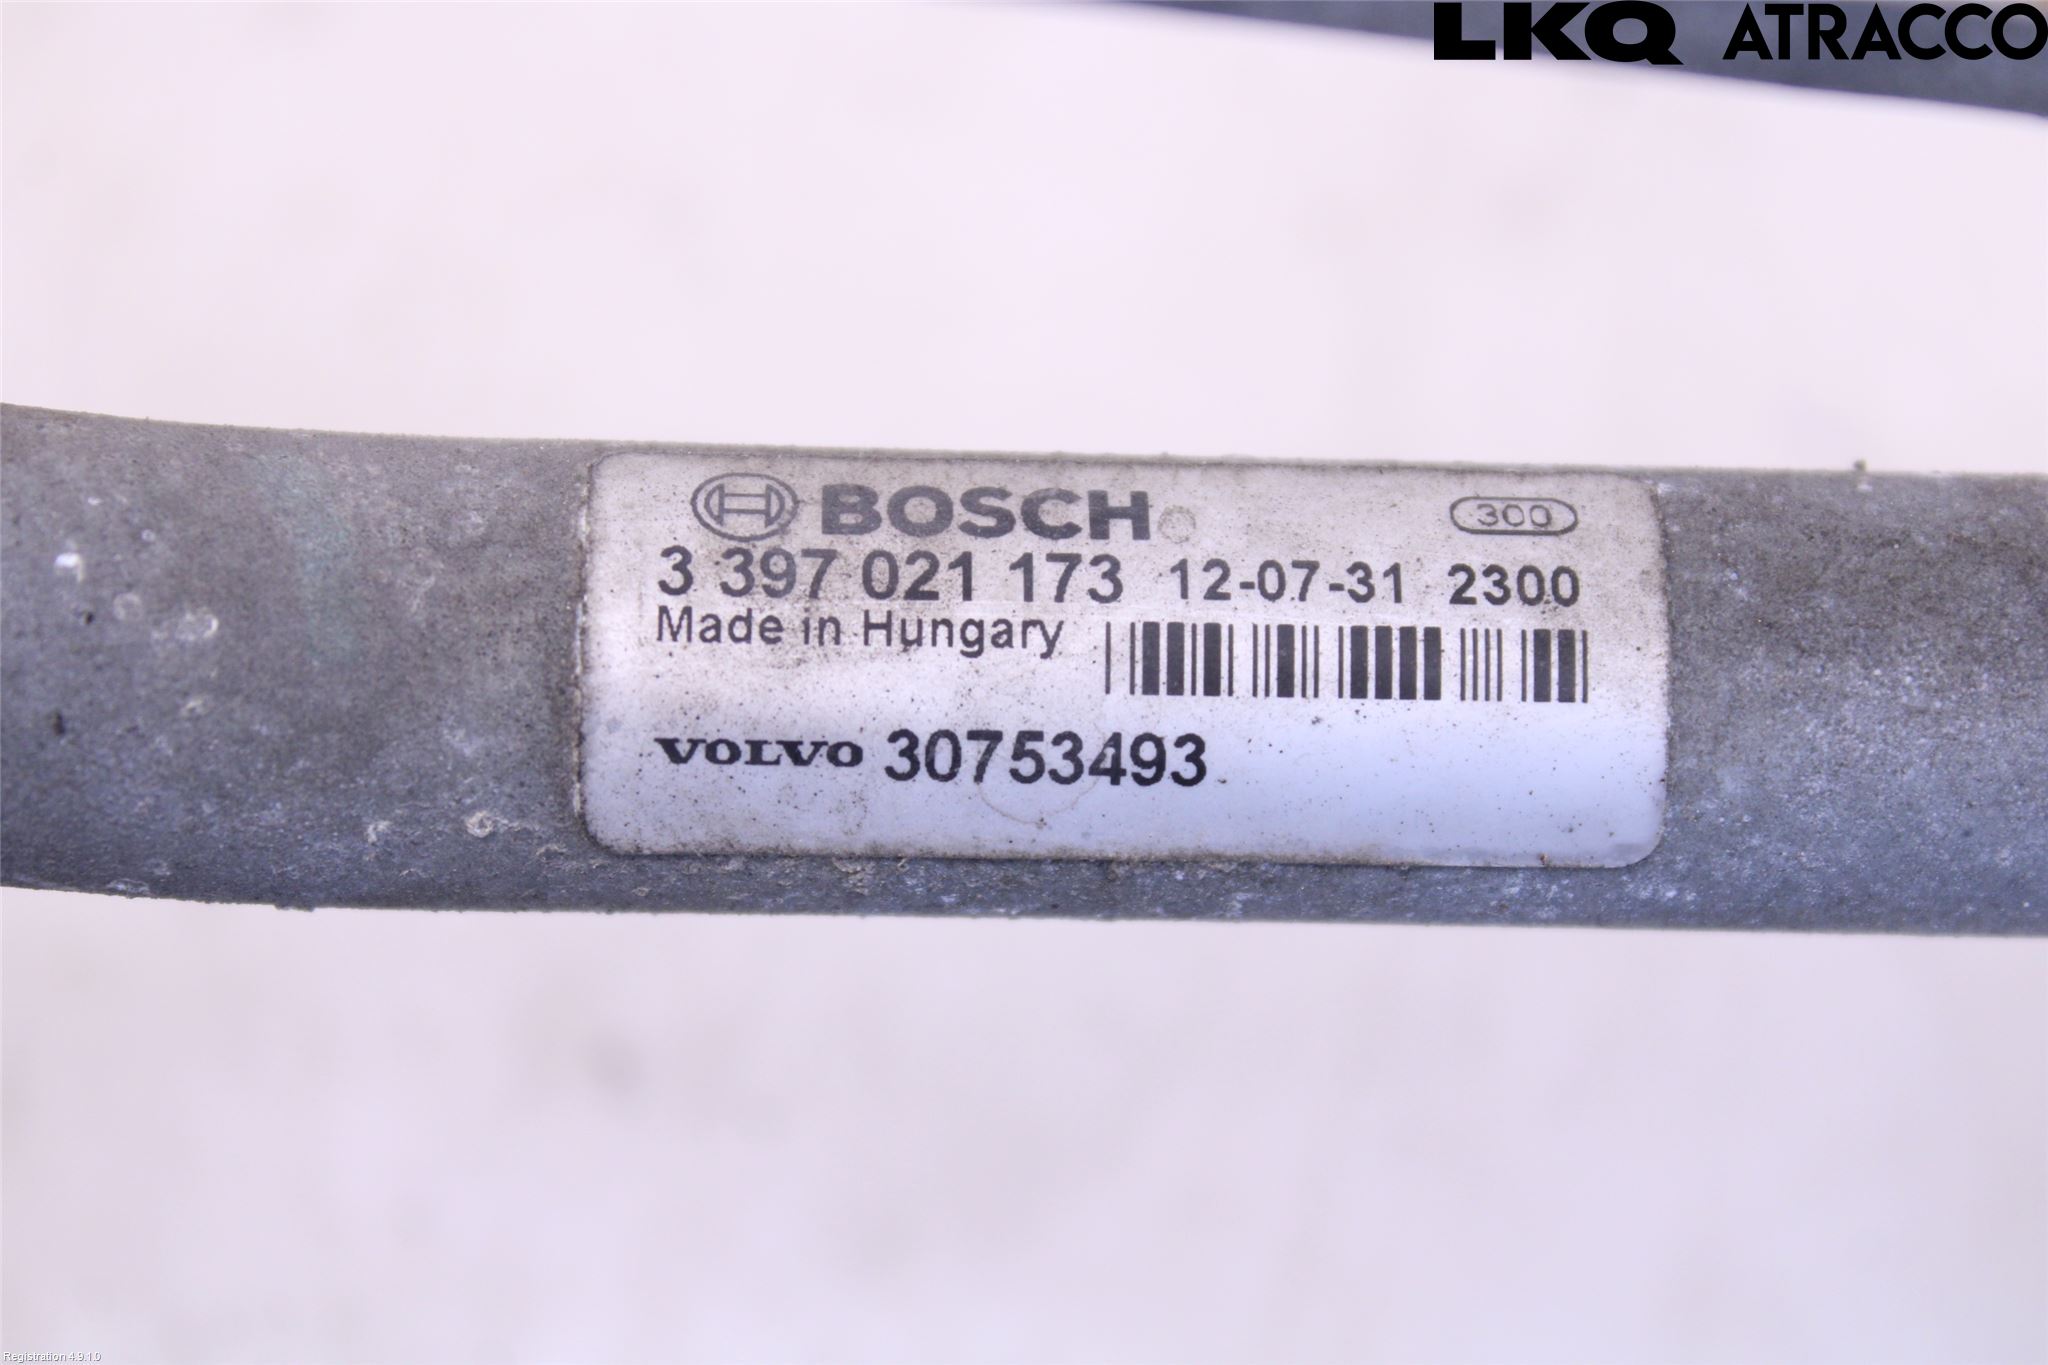 LKQ ATRACCO
BOSCH 300
3 397 021 173 12-07-31 2300
Made in Hungary
VOLVO 30753493
Registration 4.9.1.0